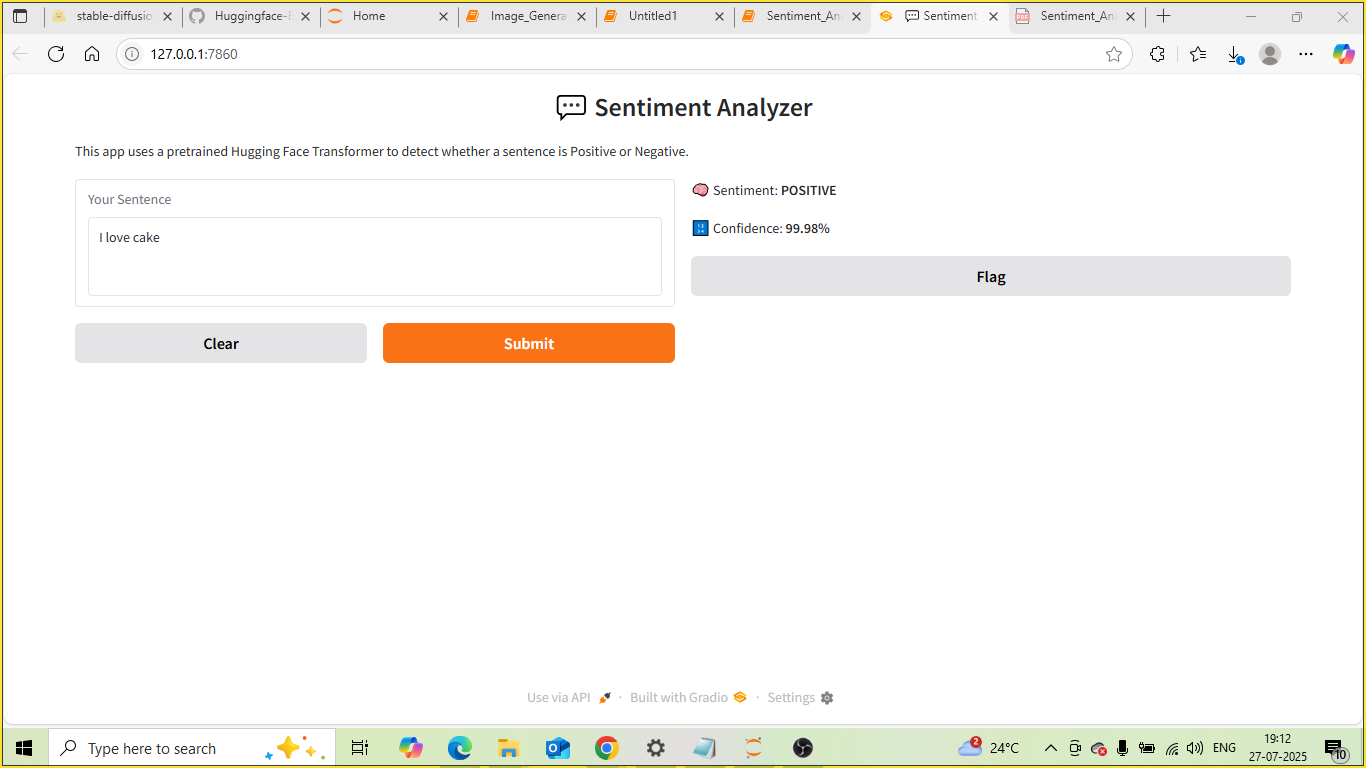 stable-diffusio
Huggingface-E
Home
Image_Genera
Untitled1
Sentiment_An
Sentiment
Sentiment_An
127.0.0.1:7860
Sentiment Analyzer
This app uses a pretrained Hugging Face Transformer to detect whether a sentence is Positive or Negative.
Your Sentence
I love cake
Clear
Submit
Sentiment: POSITIVE
Confidence: 99.98%
Flag
Use via API · Built with Gradio · Settings
Type here to search
2
24°C
ENG
19:12
27-07-2025
10